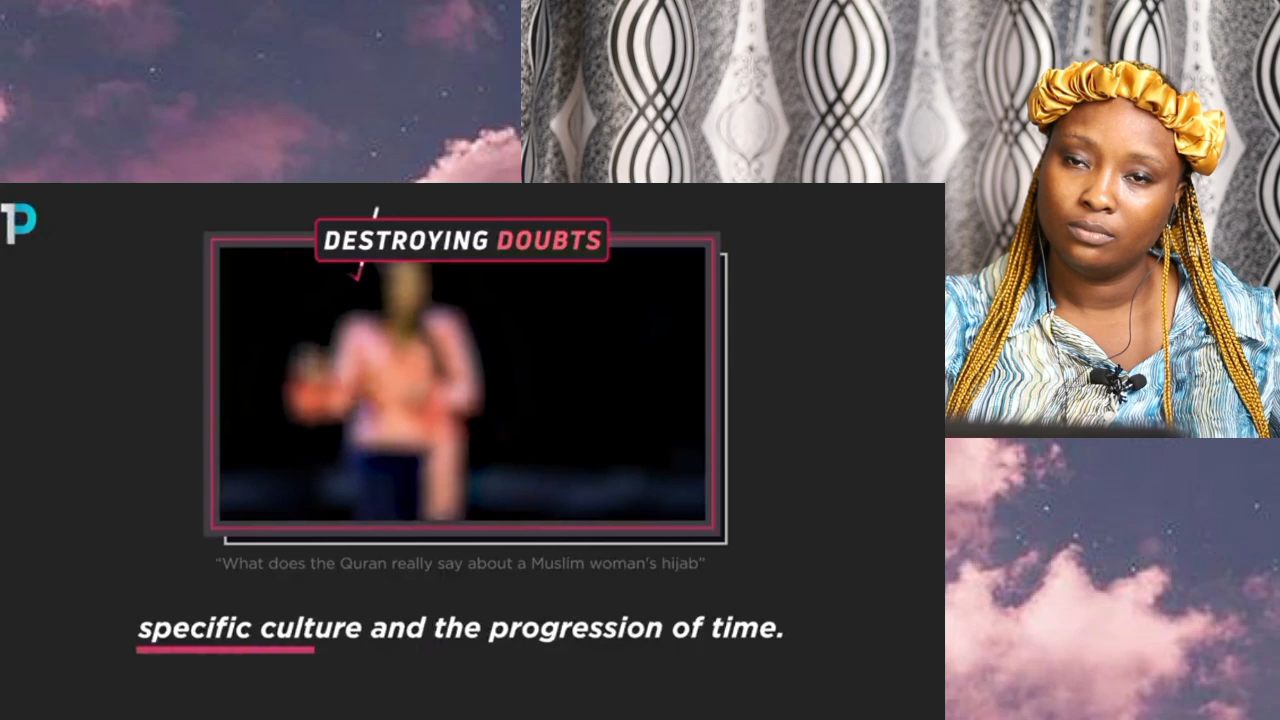 1P
DESTROYING DOUBTS
“What does the Quran really say about a Muslim woman's hijab”
specific culture and the progression of time.